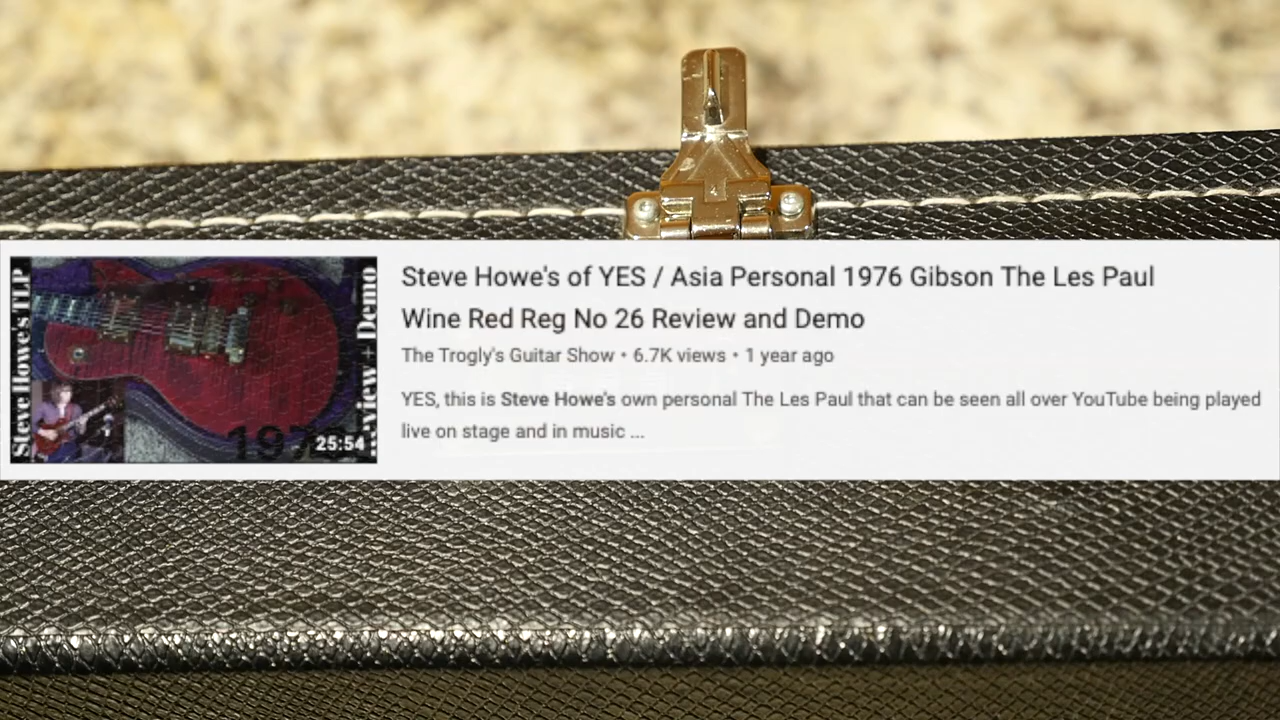 Steve Howe's TLP
Review + Demo
197
25:54
Steve Howe's of YES / Asia Personal 1976 Gibson The Les Paul
Wine Red Reg No 26 Review and Demo
The Trogly's Guitar Show • 6.7K views • 1 year ago
YES, this is Steve Howe's own personal The Les Paul that can be seen all over YouTube being played
live on stage and in music ...